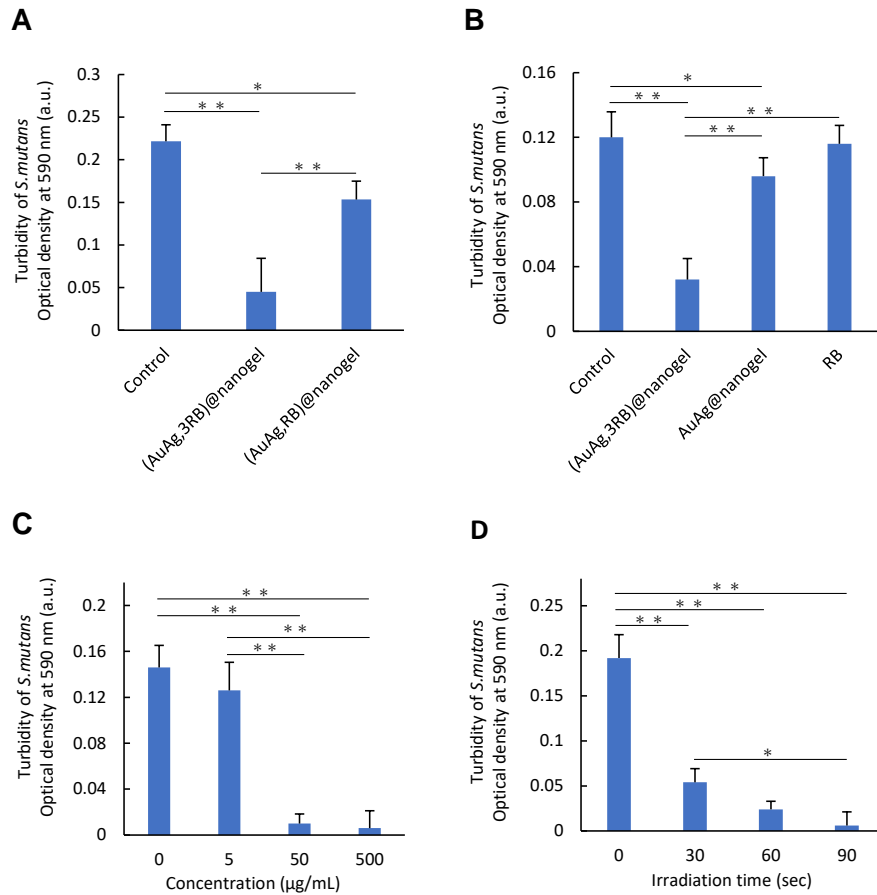 A
Turbidity of S.mutans
Optical density at 590 nm (a.u.)
0.3
0.25
0.2
0.15
0.1
0.05
0
*
* *
* *
Control
(AuAg,3RB)@nanogel
(AuAg,RB)@nanogel
B
Turbidity of S.mutans
Optical density at 590 nm (a.u.)
0.16
0.12
0.08
0.04
0
*
* *
* *
* *
Control
(AuAg,3RB)@nanogel
AuAg@nanogel
RB
C
Turbidity of S.mutans
Optical density at 590 nm (a.u.)
0.2
0.16
0.12
0.08
0.04
0
* *
* *
* *
* *
0 5 50 500
Concentration (μg/mL)
D
Turbidity of S.mutans
Optical density at 590 nm (a.u.)
0.25
0.2
0.15
0.1
0.05
0
* *
* *
* *
*
0 30 60 90
Irradiation time (sec)